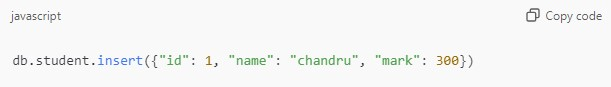 javascript Copy code
db.student.insert({"id": 1, "name": "chandru", "mark": 300})